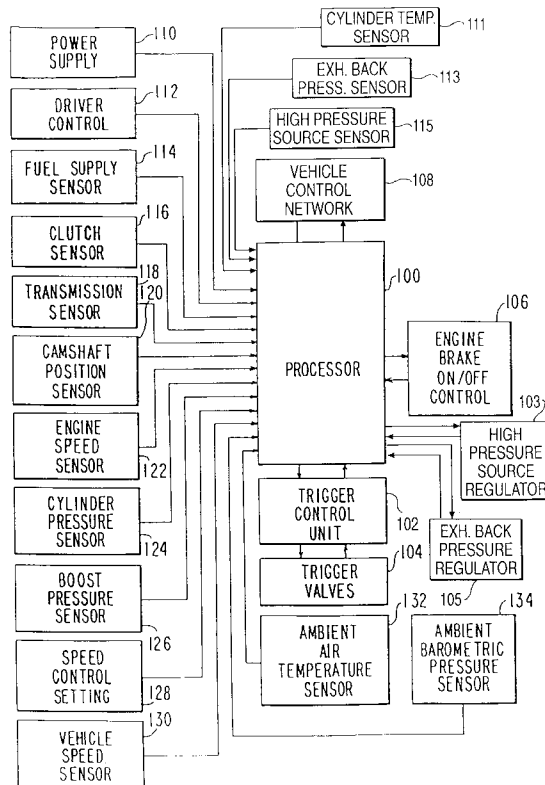 POWER
SUPPLY
110
DRIVER
CONTROL
112
FUEL SUPPLY
SENSOR
114
CLUTCH
SENSOR
116
TRANSMISSION
SENSOR
118
CAMSHAFT
POSITION
SENSOR
120
ENGINE
SPEED
SENSOR
122
CYLINDER
PRESSURE
SENSOR
124
BOOST
PRESSURE
SENSOR
126
SPEED
CONTROL
SETTING
128
VEHICLE
SPEED
SENSOR
130
CYLINDER TEMP.
SENSOR
111
EXH. BACK
PRESS. SENSOR
113
HIGH PRESSURE
SOURCE SENSOR
115
VEHICLE
CONTROL
NETWORK
108
PROCESSOR
100
ENGINE
BRAKE
ON/OFF
CONTROL
106
HIGH
PRESSURE
SOURCE
REGULATOR
103
TRIGGER
CONTROL
UNIT
102
TRIGGER
VALVES
104
EXH. BACK
PRESSURE
REGULATOR
105
AMBIENT
AIR
TEMPERATURE
SENSOR
132
AMBIENT
BAROMETRIC
PRESSURE
SENSOR
134